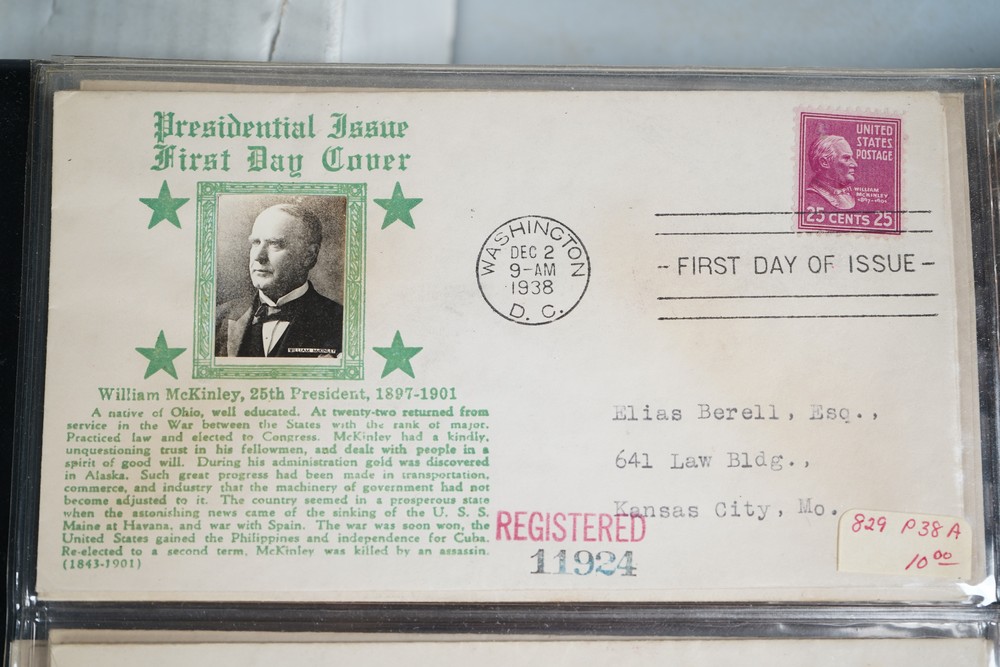 Presidential Issue
First Day Cover
WILLIAM McKINLEY
William McKinley, 25th President, 1897-1901
A native of Ohio, well educated. At twenty-two returned from
service in the War between the States with the rank of major.
Practiced law and elected to Congress. McKinley had a kindly,
unquestioning trust in his fellowmen, and dealt with people in a
spirit of good will. During his administration gold was discovered
in Alaska. Such great progress had been made in transportation,
commerce, and industry that the machinery of government had not
become adjusted to it. The country seemed in a prosperous state
when the astonishing news came of the sinking of the U. S. S.
Maine at Havana, and war with Spain. The war was soon won, the
United States gained the Philippines and independence for Cuba.
Re-elected to a second term, McKinley was killed by an assassin.
(1843-1901)
WASHINGTON
DEC 2
9-AM
1938
D. C.
UNITED
STATES
POSTAGE
WILLIAM
McKINLEY
1897-1901
25 CENTS 25
- FIRST DAY OF ISSUE -
Elias Berell, Esq.,
641 Law Bldg.,
Kansas City, Mo.
REGISTERED
11924
829 P38 A
10 00